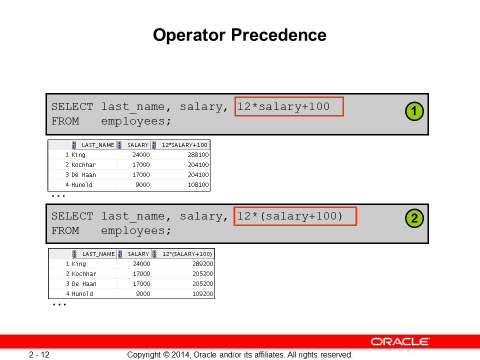 Operator Precedence
SELECT last_name, salary, 12*salary+100
FROM employees;
1
LAST_NAME SALARY 12*SALARY+100
1 King 24000 288100
2 Kochhar 17000 204100
3 De Haan 17000 204100
4 Hunold 9000 108100
...
SELECT last_name, salary, 12*(salary+100)
FROM employees;
2
LAST_NAME SALARY 12*(SALARY+100)
1 King 24000 289200
2 Kochhar 17000 205200
3 De Haan 17000 205200
4 Hunold 9000 109200
...
ORACLE
2 - 12 Copyright © 2014, Oracle and/or its affiliates. All rights reserved.